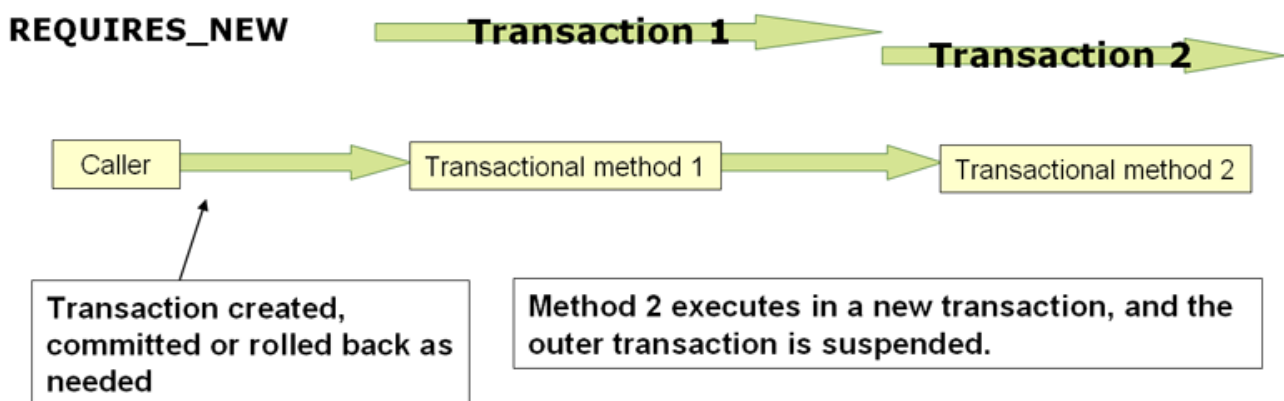 REQUIRES_NEW
Transaction 1
Transaction 2
Caller
Transactional method 1
Transactional method 2
Transaction created,
committed or rolled back as
needed
Method 2 executes in a new transaction, and the
outer transaction is suspended.